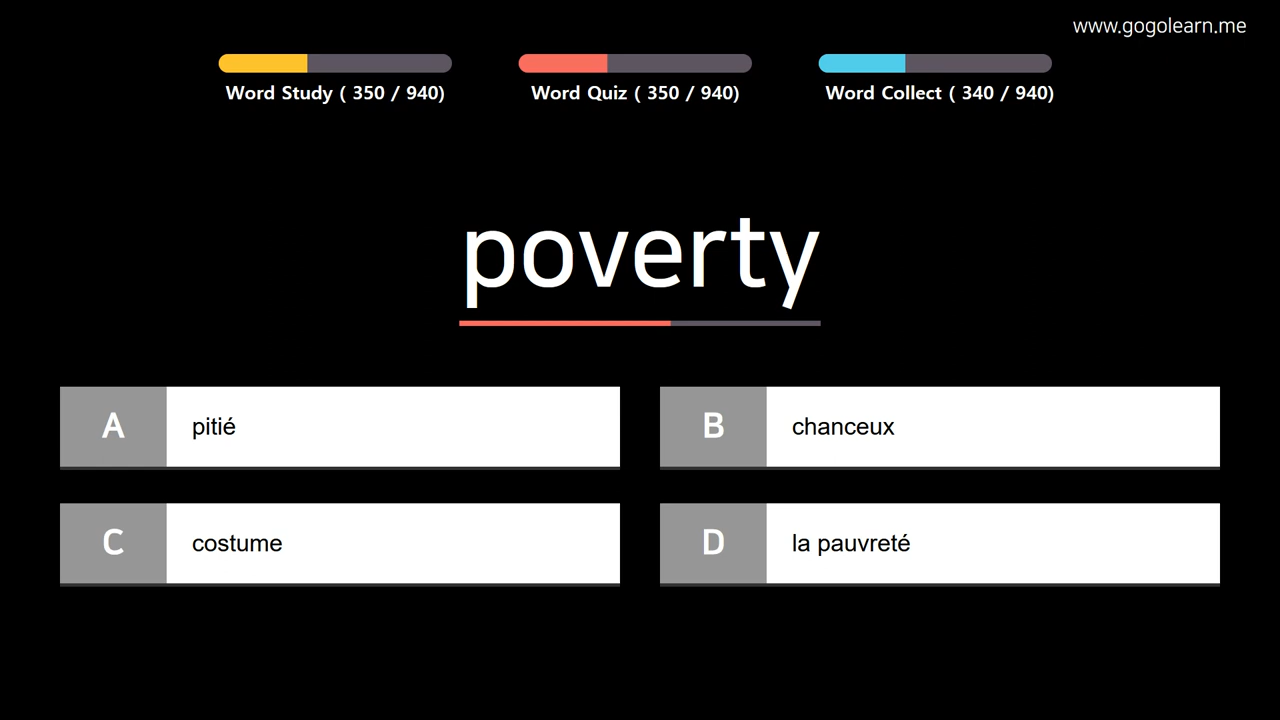 www.gogolearn.me
Word Study ( 350 / 940)
Word Quiz ( 350 / 940)
Word Collect ( 340 / 940)
poverty
A pitié
B chanceux
C costume
D la pauvreté